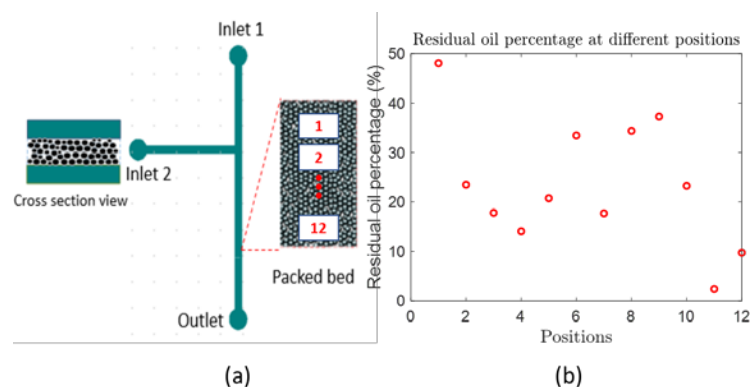 Inlet 1
Inlet 2
Cross section view
1
2
12
Packed bed
Outlet
(a)
Residual oil percentage at different positions
Residual oil percentage (%)
50
40
30
20
10
0
0 2 4 6 8 10 12
Positions
(b)